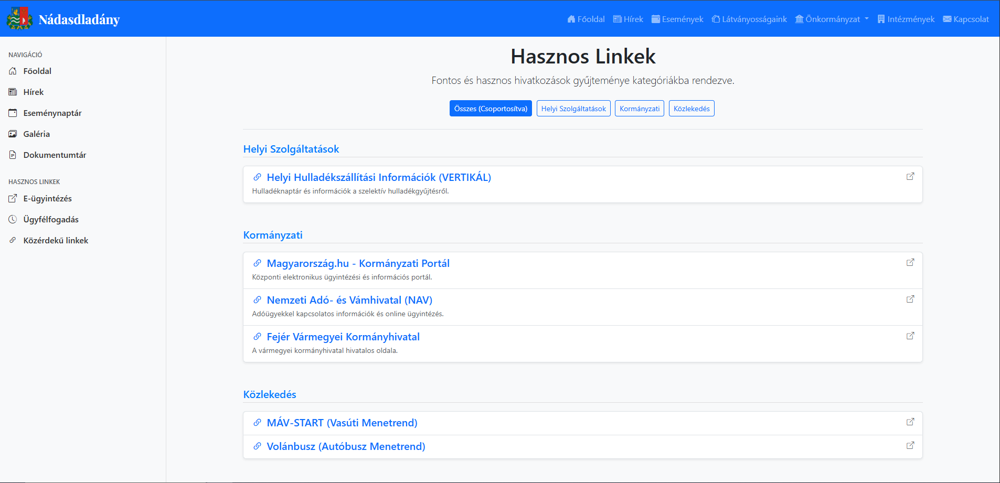 Nádasdladány
Főoldal Hírek Események Látványosságaink Önkormányzat Intézmények Kapcsolat
NAVIGÁCIÓ
Főoldal
Hírek
Eseménynaptár
Galéria
Dokumentumtár
HASZNOS LINKEK
E-ügyintézés
Ügyfélfogadás
Közérdekű linkek
Hasznos Linkek
Fontos és hasznos hivatkozások gyűjteménye kategóriákba rendezve.
Összes (Csoportosítva) Helyi Szolgáltatások Kormányzati Közlekedés
Helyi Szolgáltatások
Helyi Hulladékszállítási Információk (VERTIKÁL)
Hulladéknaptár és információk a szelektív hulladékgyűjtésről.
Kormányzati
Magyarország.hu - Kormányzati Portál
Központi elektronikus ügyintézési és információs portál.
Nemzeti Adó- és Vámhivatal (NAV)
Adóügyekkel kapcsolatos információk és online ügyintézés.
Fejér Vármegyei Kormányhivatal
A vármegyei kormányhivatal hivatalos oldala.
Közlekedés
MÁV-START (Vasúti Menetrend)
Volánbusz (Autóbusz Menetrend)